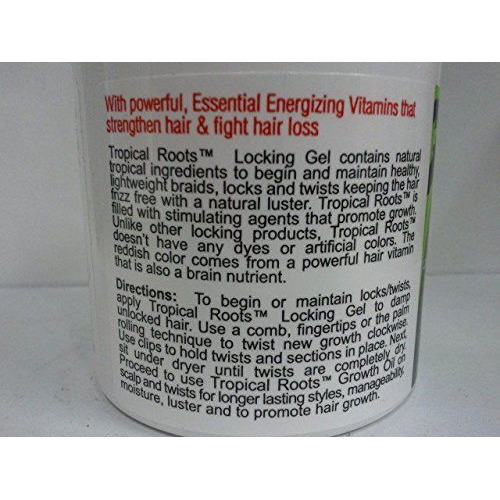 With powerful, Essential Energizing Vitamins that
strengthen hair & fight hair loss
Tropical Roots™ Locking Gel contains natural
tropical ingredients to begin and maintain healthy,
lightweight braids, locks and twists keeping the hair
frizz free with a natural luster. Tropical Roots™ is
filled with stimulating agents that promote growth.
Unlike other locking products, Tropical Roots™
doesn't have any dyes or artificial colors. The
reddish color comes from a powerful hair vitamin
that is also a brain nutrient.
Directions: To begin or maintain locks/twists,
apply Tropical Roots™ Locking Gel to damp
unlocked hair. Use a comb, fingertips or the palm
rolling technique to twist new growth clockwise.
Use clips to hold twists and sections in place. Next,
sit under dryer until twists are completely dry.
Proceed to use Tropical Roots™ Growth Oil on
scalp and twists for longer lasting styles, manageability,
moisture, luster and to promote hair growth.